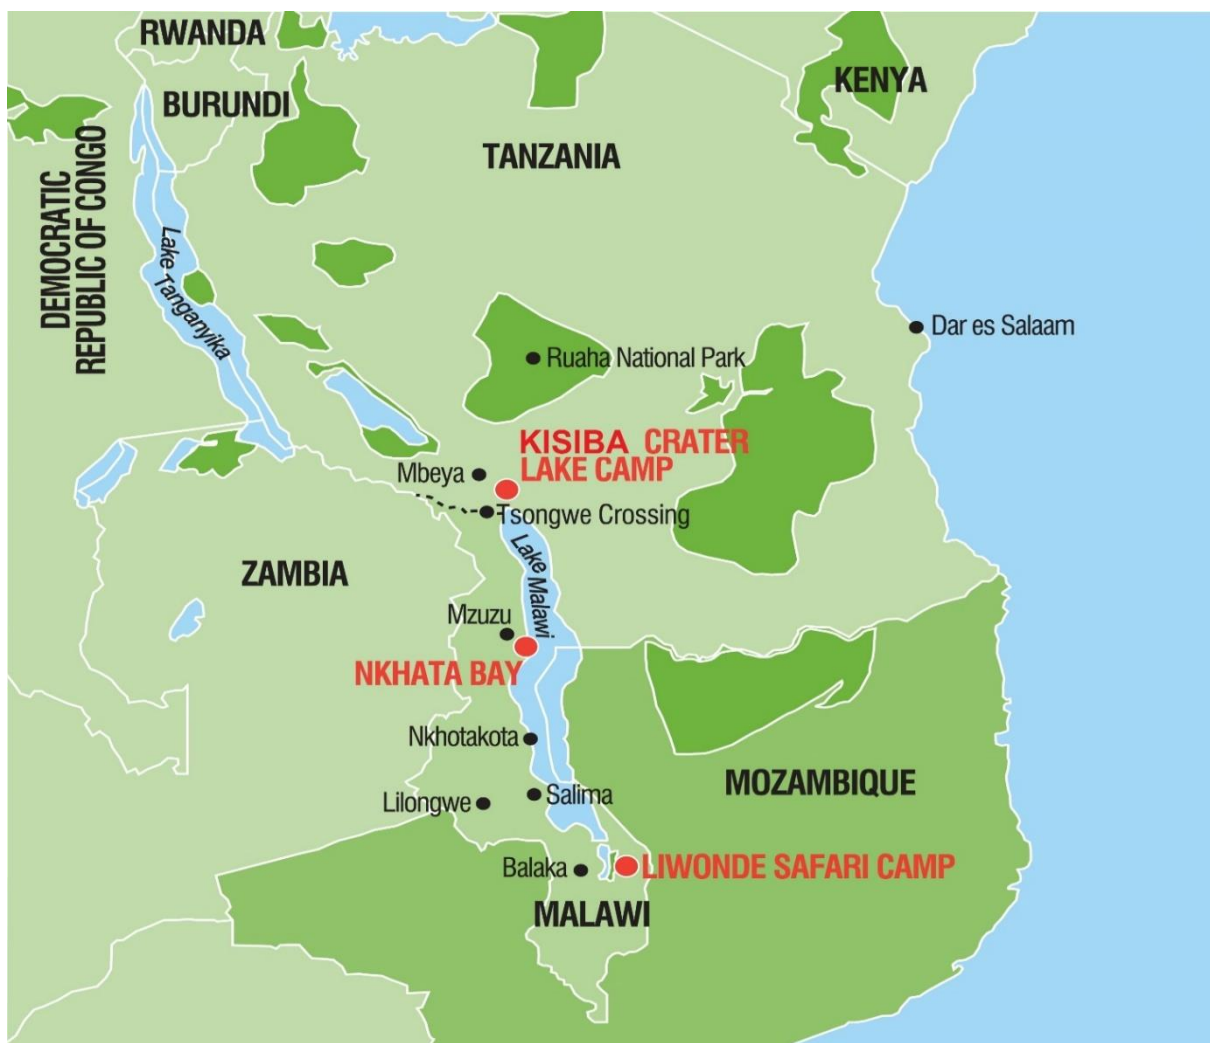 RWANDA
BURUNDI
KENYA
TANZANIA
DEMOCRATIC
REPUBLIC OF CONGO
Lake Tanganyika
Dar es Salaam
Ruaha National Park
KISIBA CRATER
LAKE CAMP
Mbeya
Tsongwe Crossing
Lake Malawi
ZAMBIA
Mzuzu
NKHATA BAY
Nkhotakota
MOZAMBIQUE
Lilongwe
Salima
Balaka
LIWONDE SAFARI CAMP
MALAWI